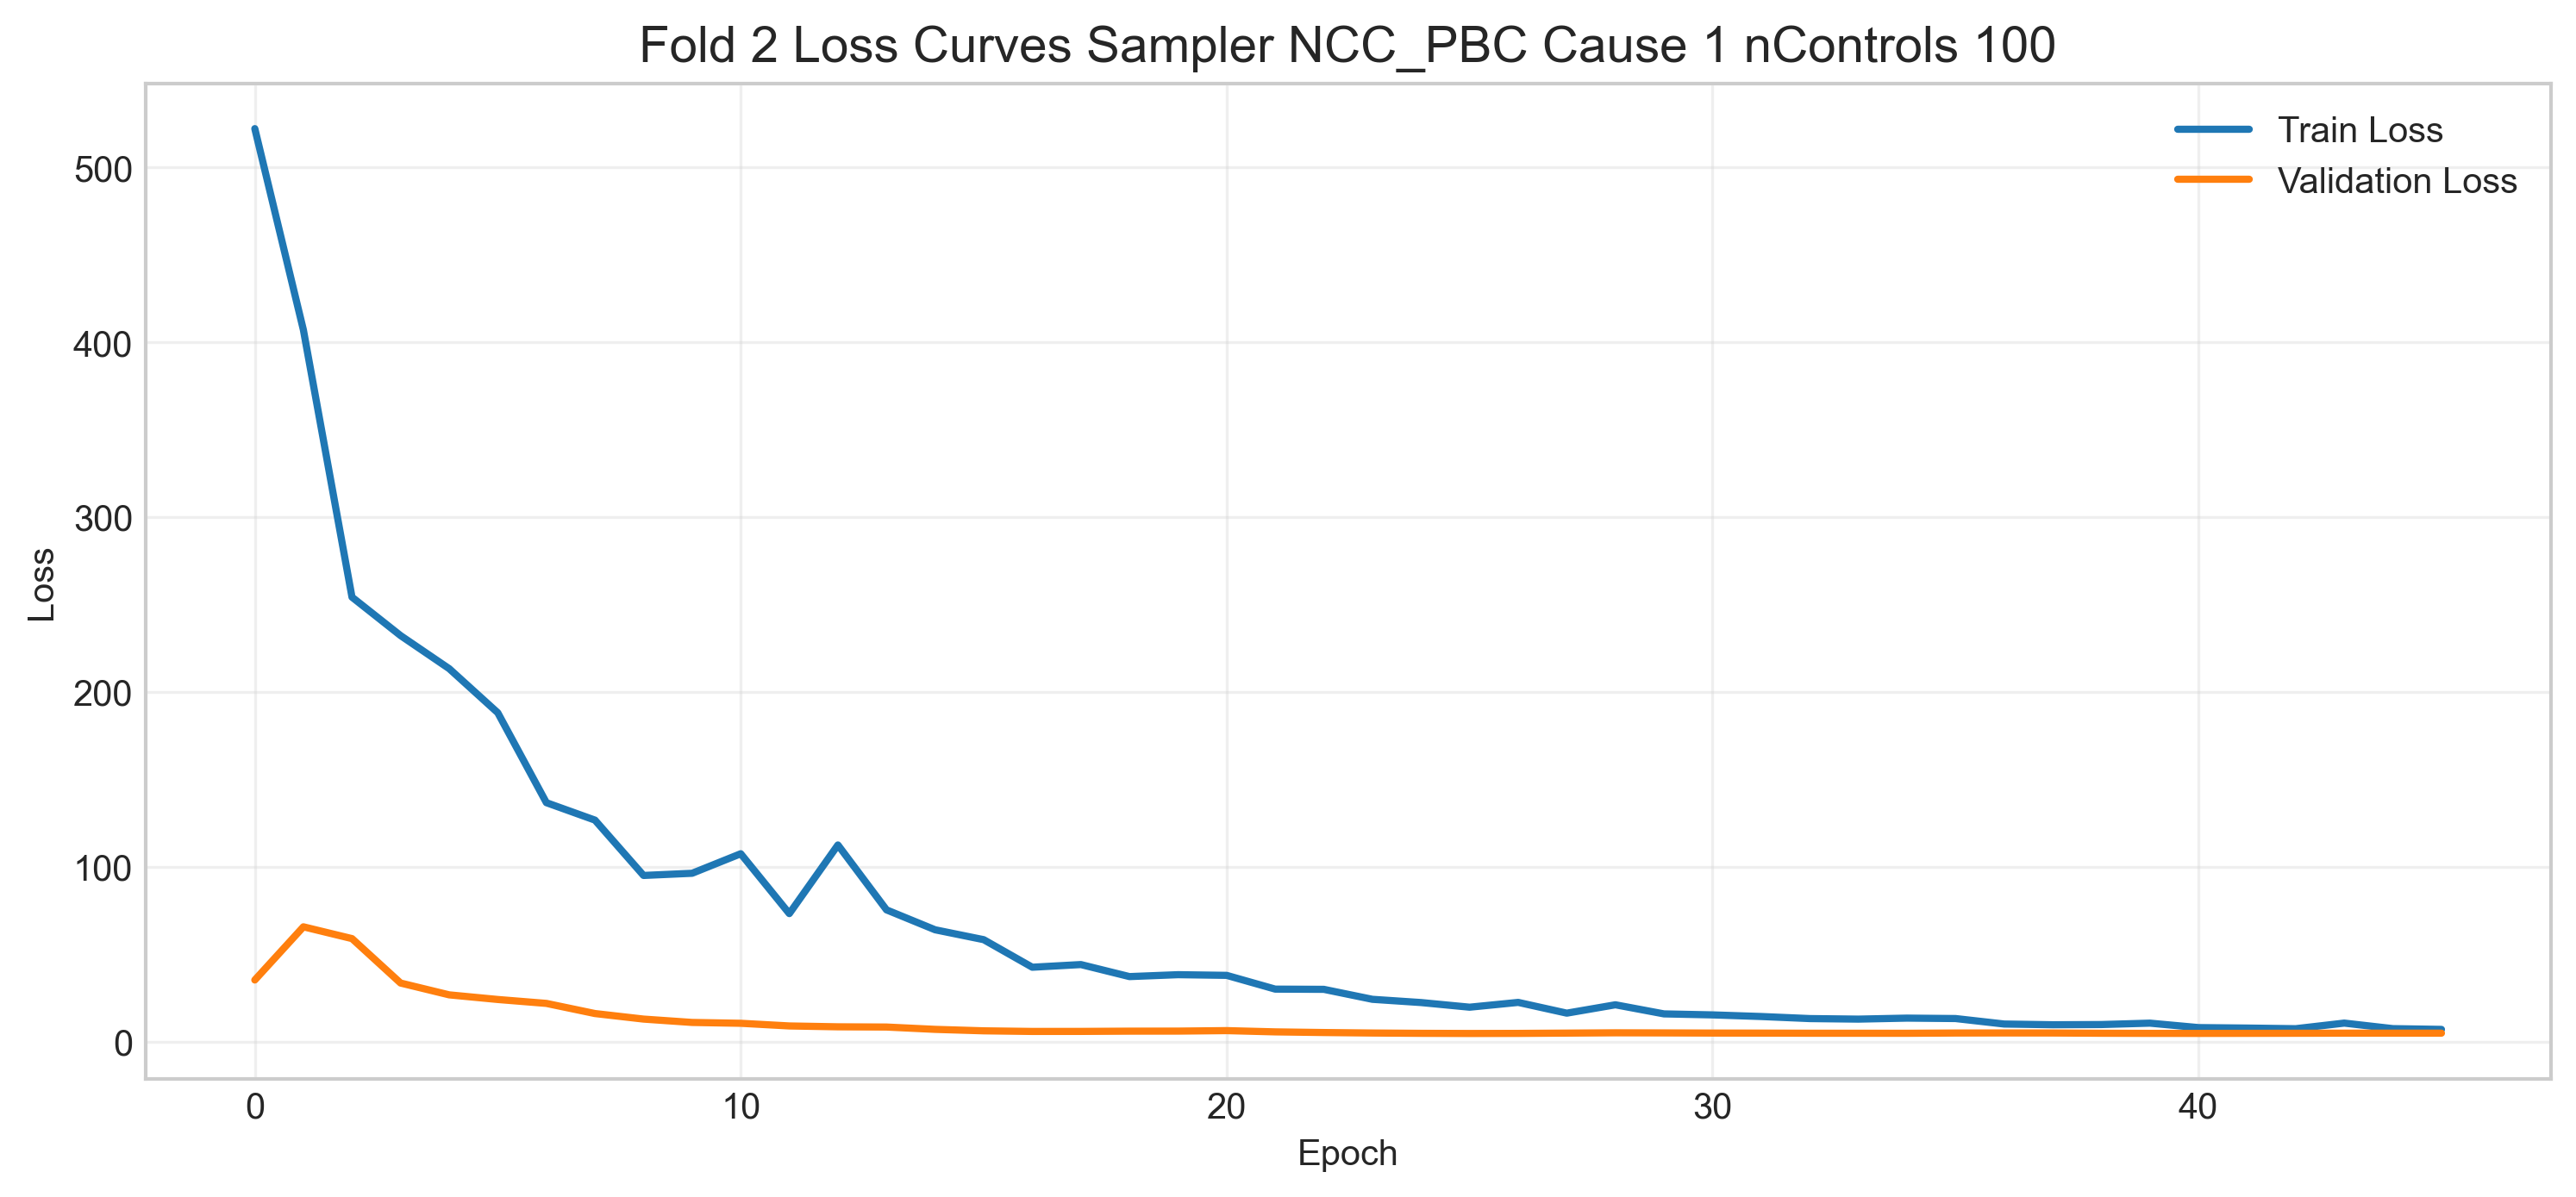 Fold 2 Loss Curves Sampler NCC_PBC Cause 1 nControls 100
Train Loss
Validation Loss
500
400
300
200
100
0
Loss
0 10 20 30 40
Epoch